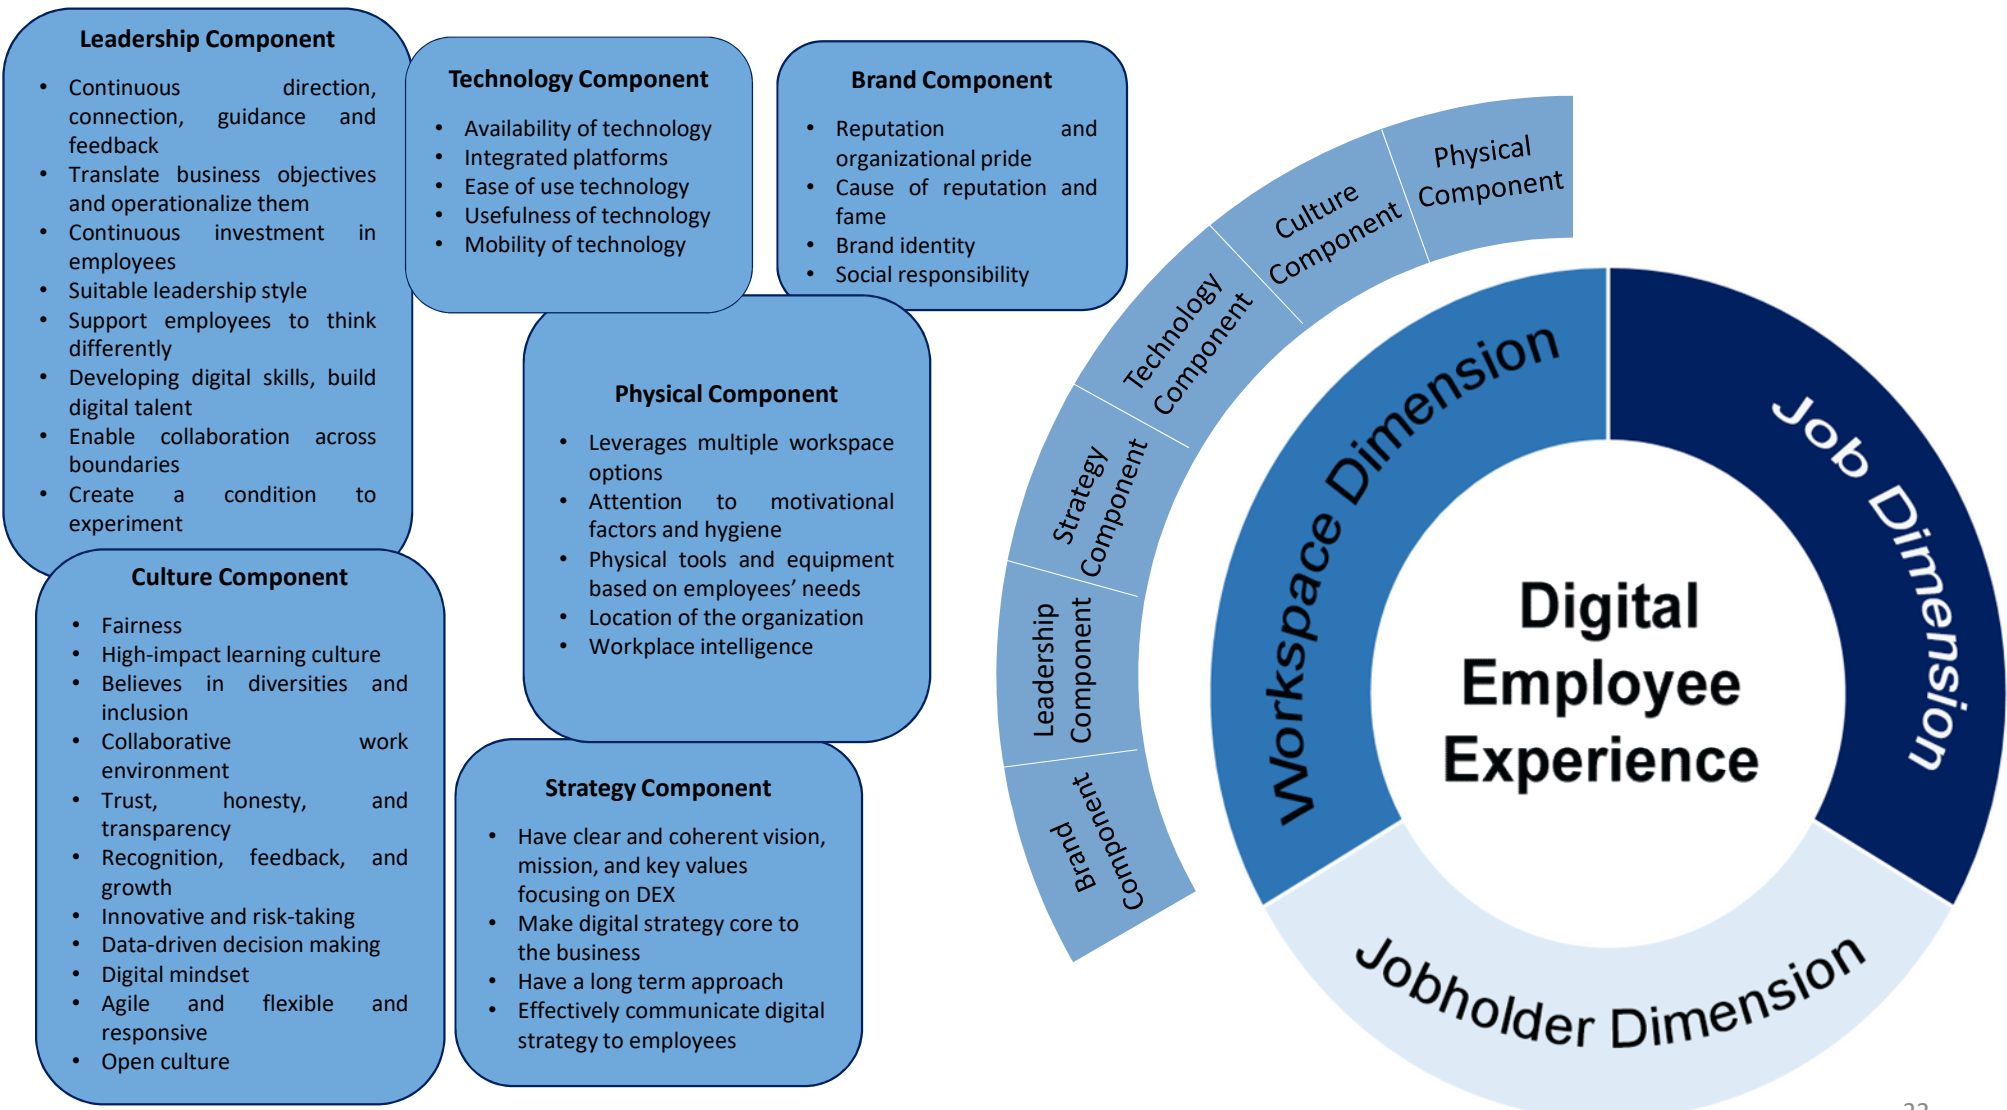 Leadership Component
• Continuous direction,
connection, guidance and
feedback
• Translate business objectives
and operationalize them
• Continuous investment in
employees
• Suitable leadership style
• Support employees to think
differently
• Developing digital skills, build
digital talent
• Enable collaboration across
boundaries
• Create a condition to
experiment
Technology Component
• Availability of technology
• Integrated platforms
• Ease of use technology
• Usefulness of technology
• Mobility of technology
Brand Component
• Reputation and
organizational pride
• Cause of reputation and
fame
• Brand identity
• Social responsibility
Physical Component
• Leverages multiple workspace
options
• Attention to motivational
factors and hygiene
• Physical tools and equipment
based on employees’ needs
• Location of the organization
• Workplace intelligence
Culture Component
• Fairness
• High-impact learning culture
• Believes in diversities and
inclusion
• Collaborative work
environment
• Trust, honesty, and
transparency
• Recognition, feedback, and
growth
• Innovative and risk-taking
• Data-driven decision making
• Digital mindset
• Agile and flexible and
responsive
• Open culture
Strategy Component
• Have clear and coherent vision,
mission, and key values
focusing on DEX
• Make digital strategy core to
the business
• Have a long term approach
• Effectively communicate digital
strategy to employees
Physical
Component
Culture
Component
Technology
Component
Strategy
Component
Leadership
Component
Brand
Component
Workspace Dimension
Job Dimension
Jobholder Dimension
Digital
Employee
Experience